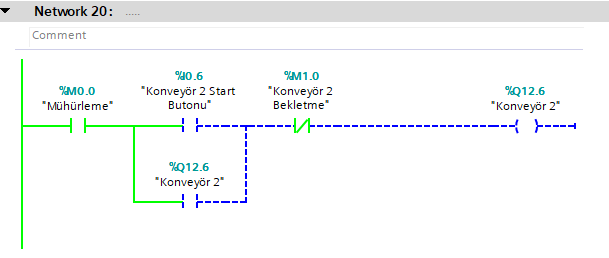 Network 20: .....
Comment
%M0.0
"Mühürleme"
%I0.6
"Konveyör 2 Start
Butonu"
%M1.0
"Konveyör 2
Bekletme"
%Q12.6
"Konveyör 2"
%Q12.6
"Konveyör 2"